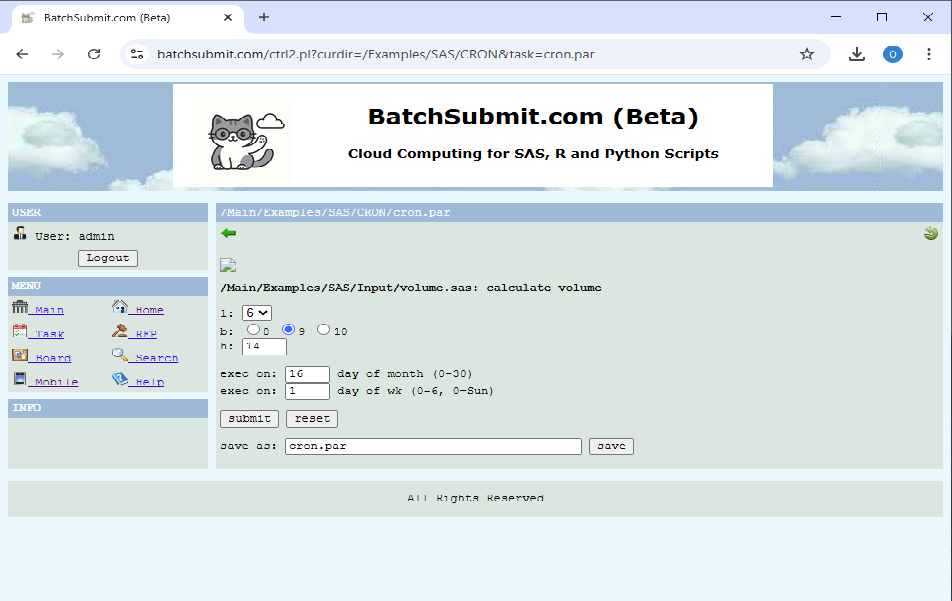 BatchSubmit.com (Beta)
batchsubmit.com/ctrl2.pl?curdir=/Examples/SAS/CRON&task=cron.par
O
BatchSubmit.com (Beta)
Cloud Computing for SAS, R and Python Scripts
USER
User: admin
Logout
MENU
Main Home
Task RFP
Board Search
Mobile Help
INFO
/Main/Examples/SAS/CRON/cron.par
/Main/Examples/SAS/Input/volume.sas: calculate volume
l: 6
b: 8 9 10
h: 14
exec on: 16 day of month (0-30)
exec on: 1 day of wk (0-6, 0=Sun)
submit reset
save as: cron.par save
All Rights Reserved